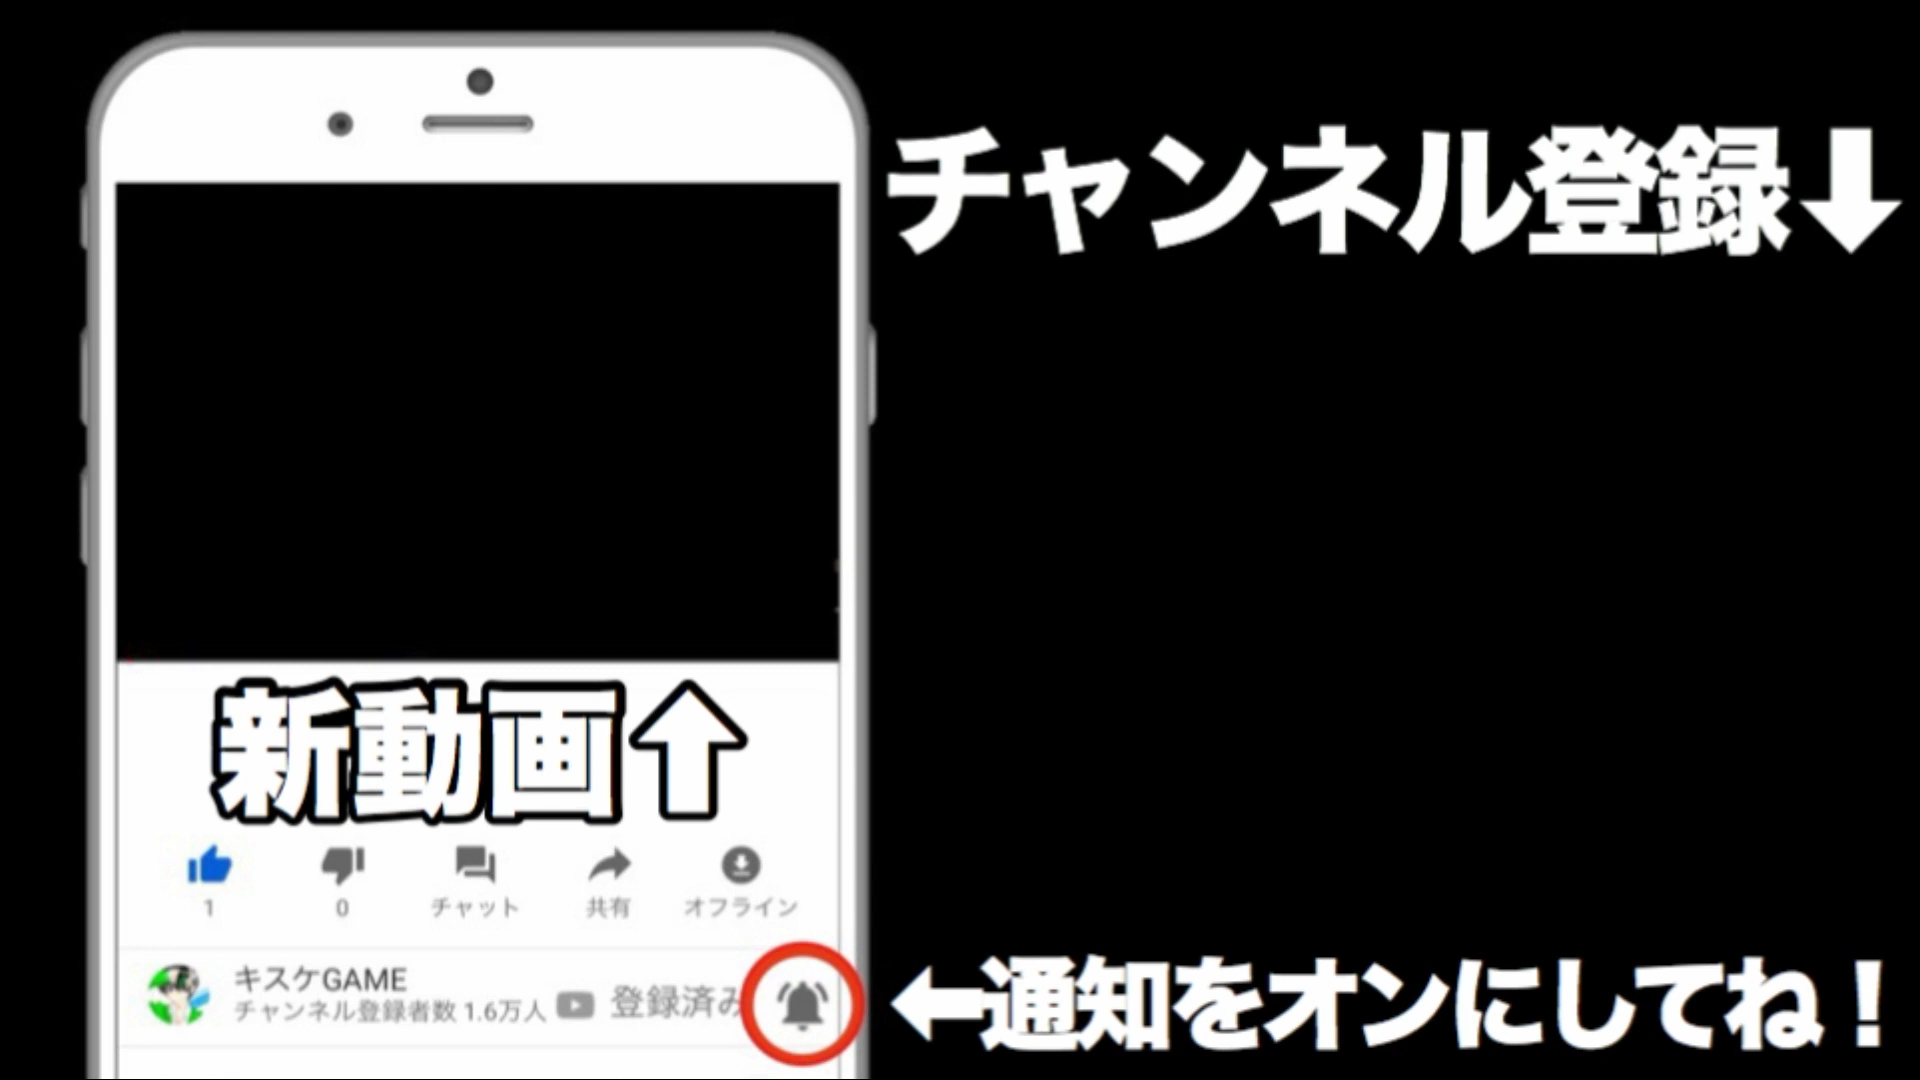 チャンネル登録⬇
新動画↑
1
0
チャット
共有
オフライン
キスケGAME
チャンネル登録者数 1.6万人
登録済み
⬅通知をオンにしてね！